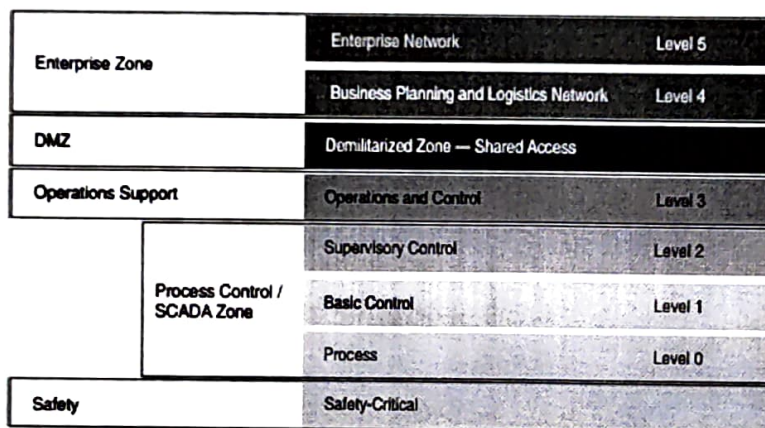 Enterprise Zone
Enterprise Network Level 5
Business Planning and Logistics Network Level 4
DMZ
Demilitarized Zone — Shared Access
Operations Support
Operations and Control Level 3
Process Control /
SCADA Zone
Supervisory Control Level 2
Basic Control Level 1
Process Level 0
Safety
Safety-Critical